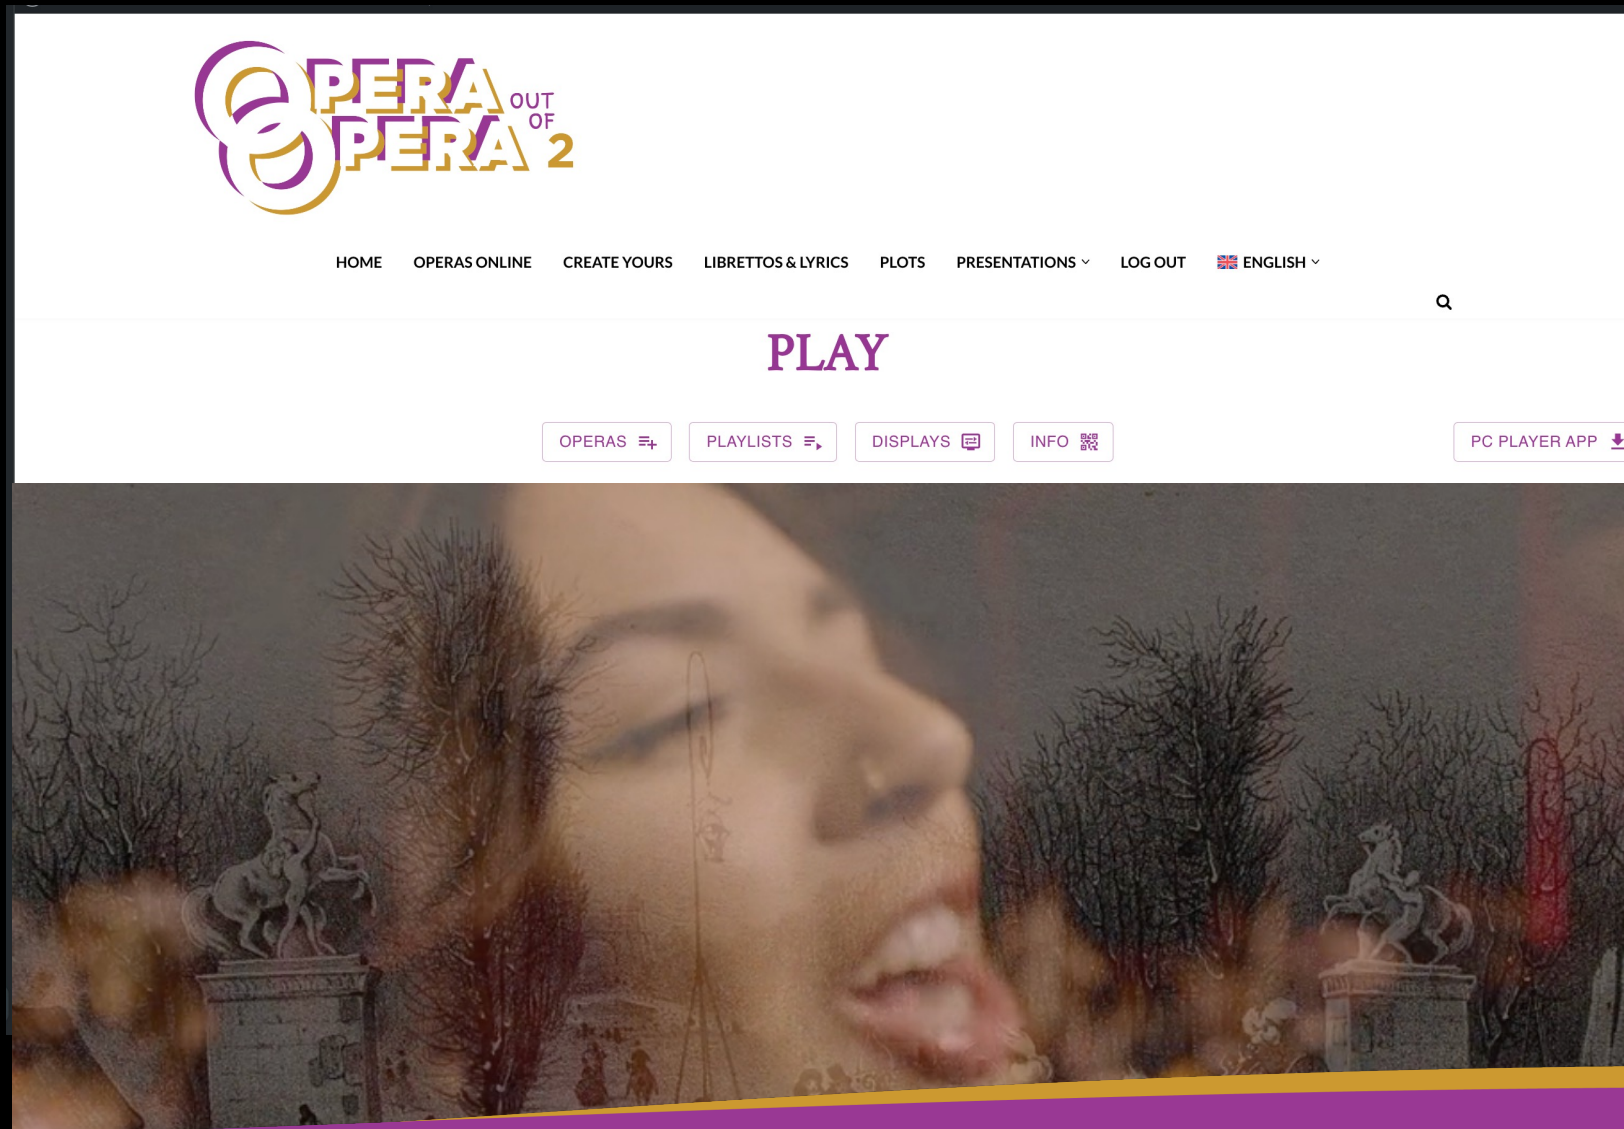 OPERA
OUT
OF
OPERA 2
HOME OPERAS ONLINE CREATE YOURS LIBRETTOS & LYRICS PLOTS PRESENTATIONS LOG OUT ENGLISH
PLAY
OPERAS PLAYLISTS DISPLAYS INFO PC PLAYER APP